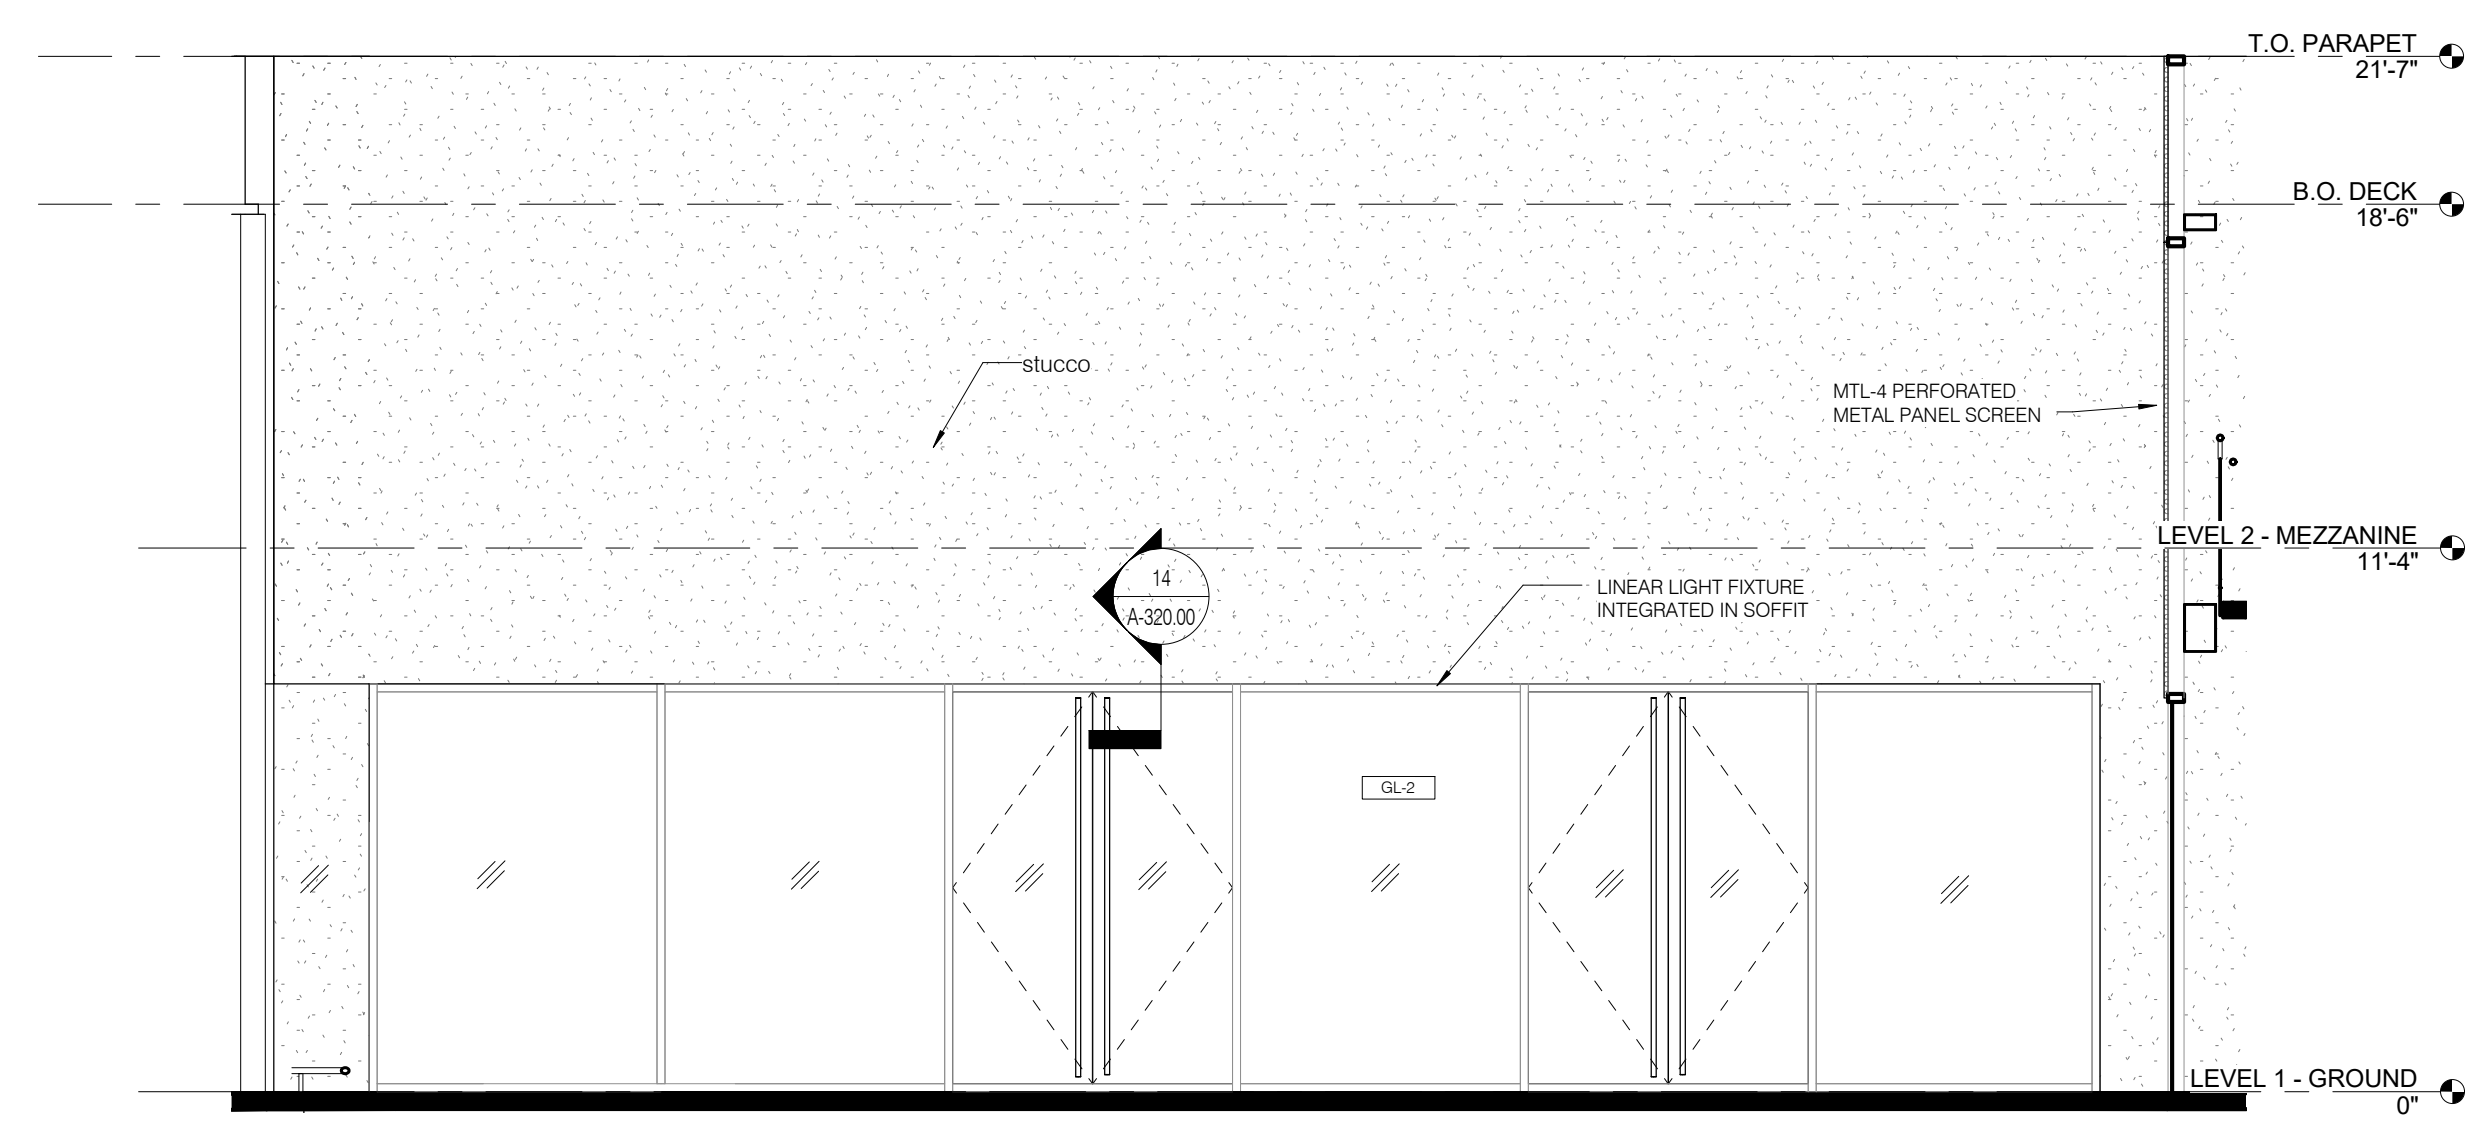 T.O. PARAPET
21'-7"
B.O. DECK
18'-6"
stucco
MTL-4 PERFORATED
METAL PANEL SCREEN
LEVEL 2 - MEZZANINE
11'-4"
14
A-320.00
LINEAR LIGHT FIXTURE
INTEGRATED IN SOFFIT
GL-2
LEVEL 1 - GROUND
0"